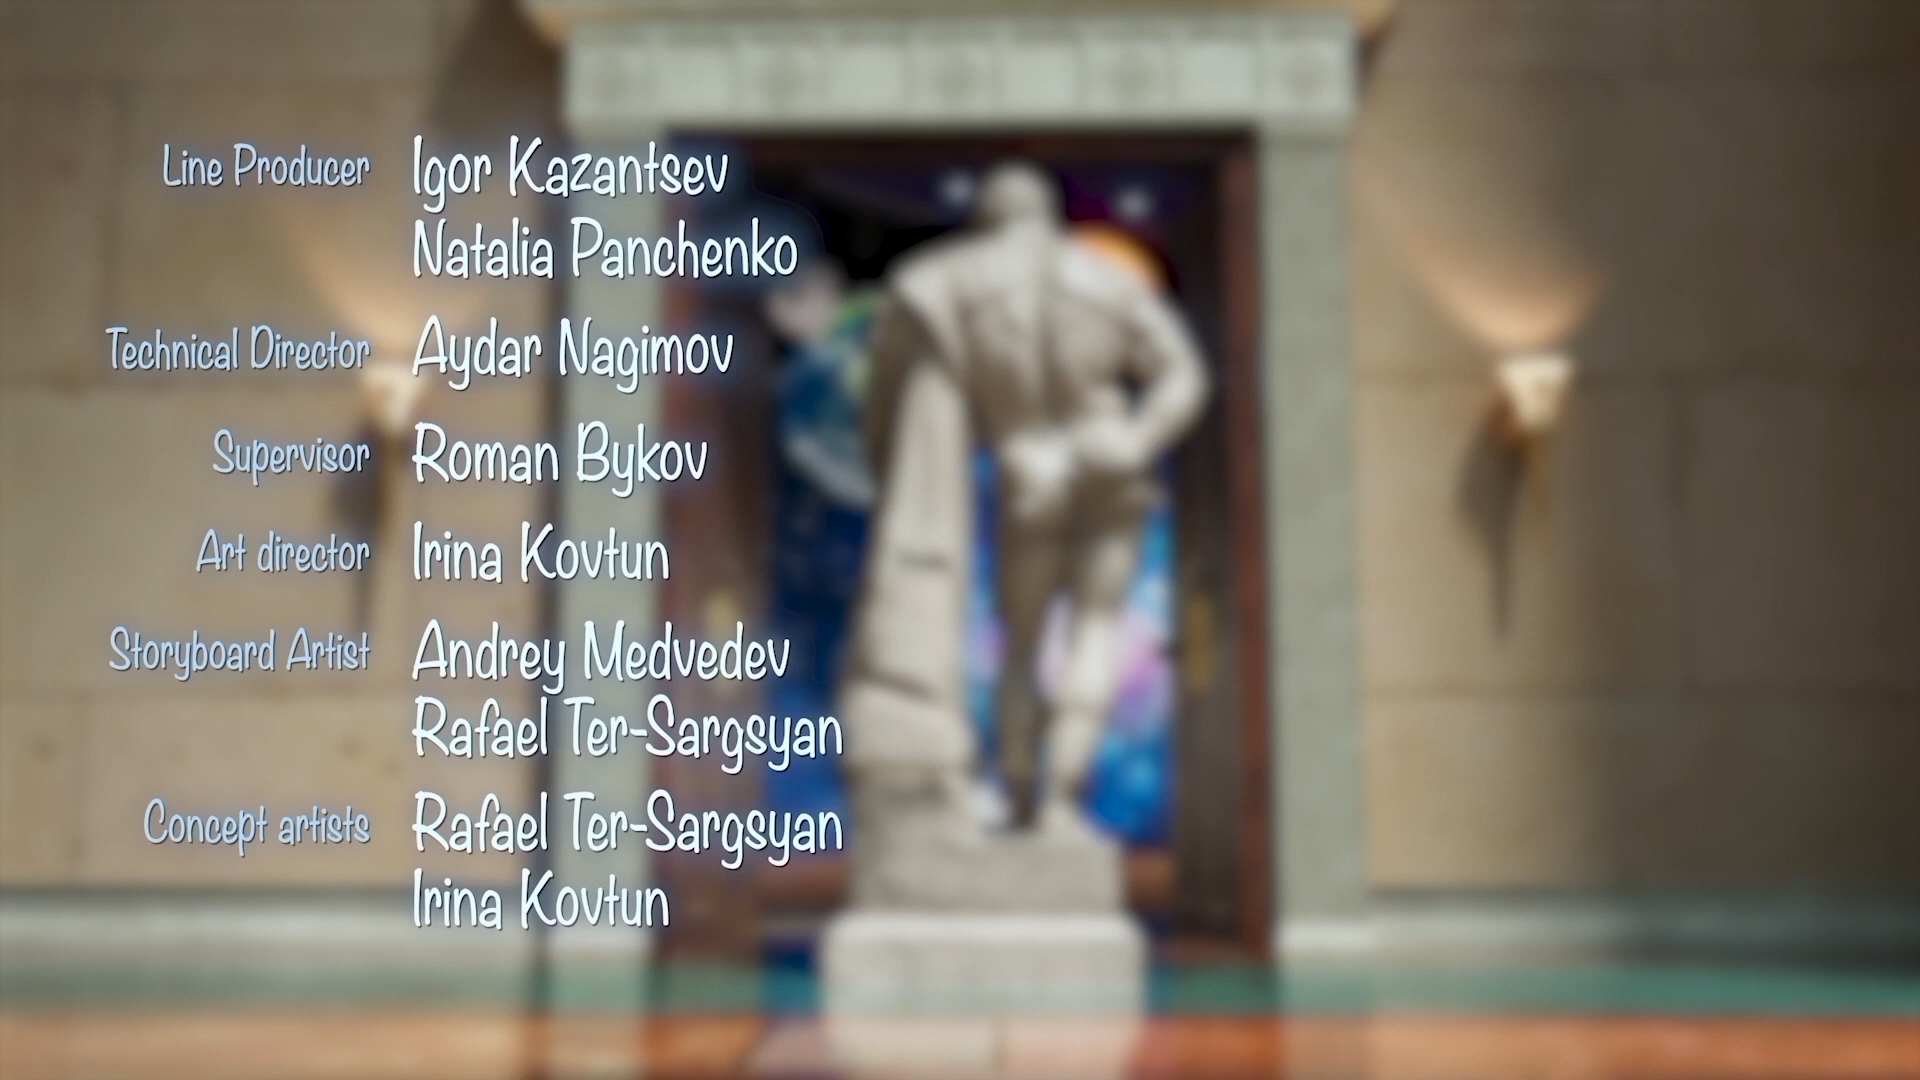 Line Producer Igor Kazantsev
Natalia Panchenko
Technical Director Aydar Nagimov
Supervisor Roman Bykov
Art director Irina Kovtun
Storyboard Artist Andrey Medvedev
Rafael Ter-Sargsyan
Concept artists Rafael Ter-Sargsyan
Irina Kovtun